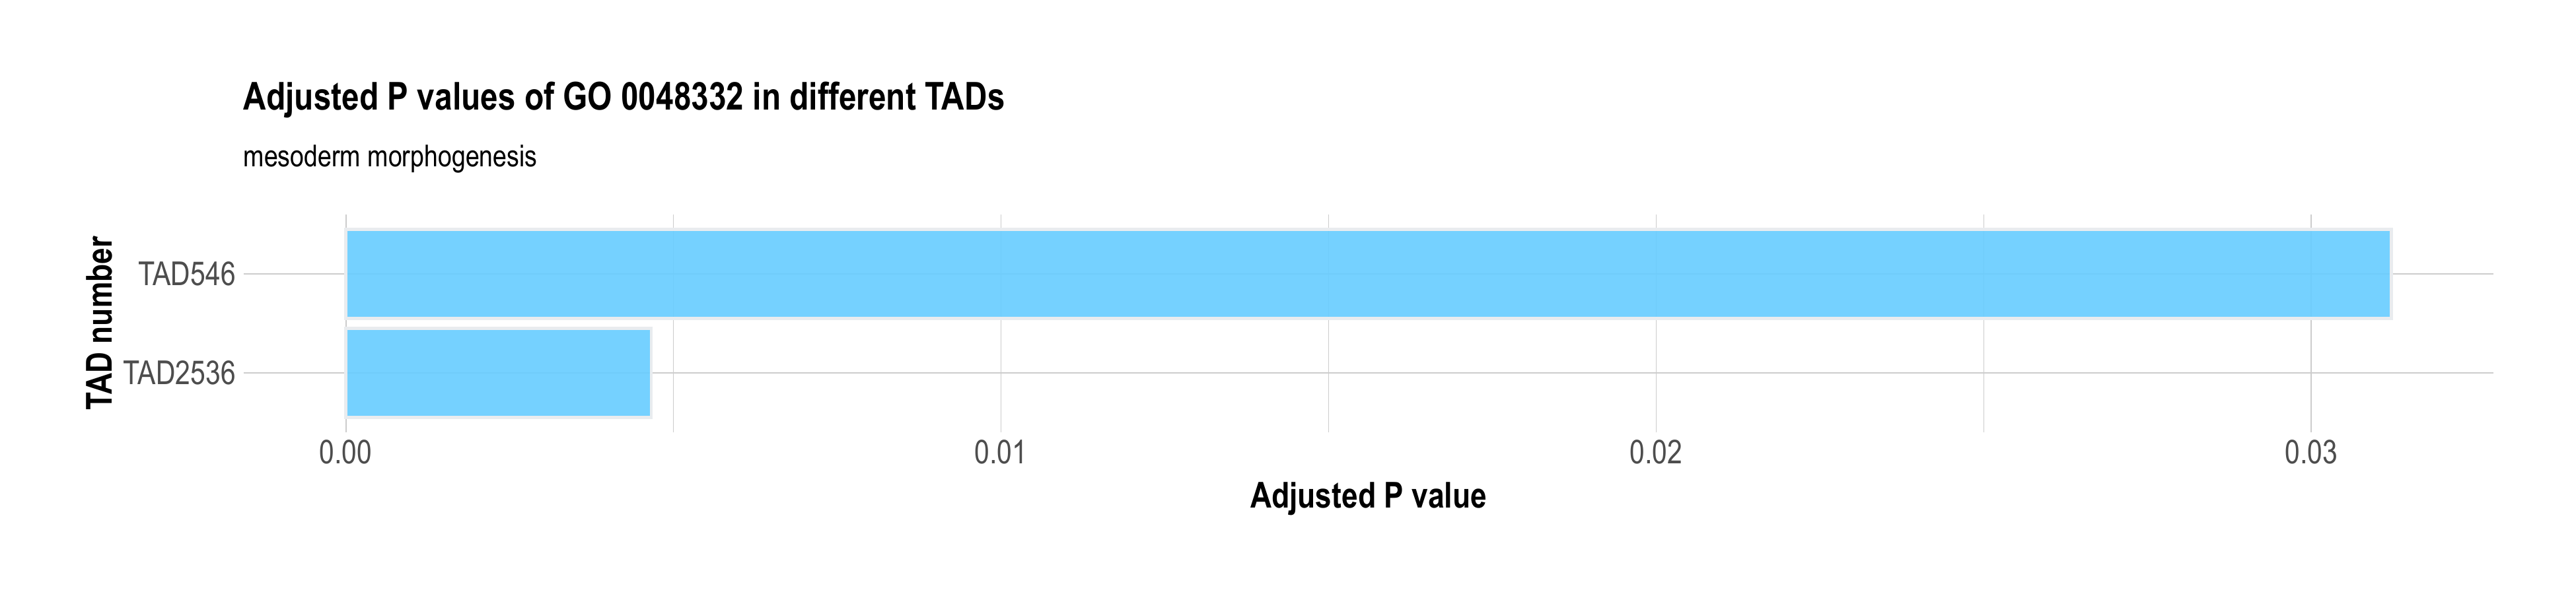 Adjusted P values of GO 0048332 in different TADs
mesoderm morphogenesis
TAD number
TAD546
TAD2536
0.00
0.01
0.02
0.03
Adjusted P value